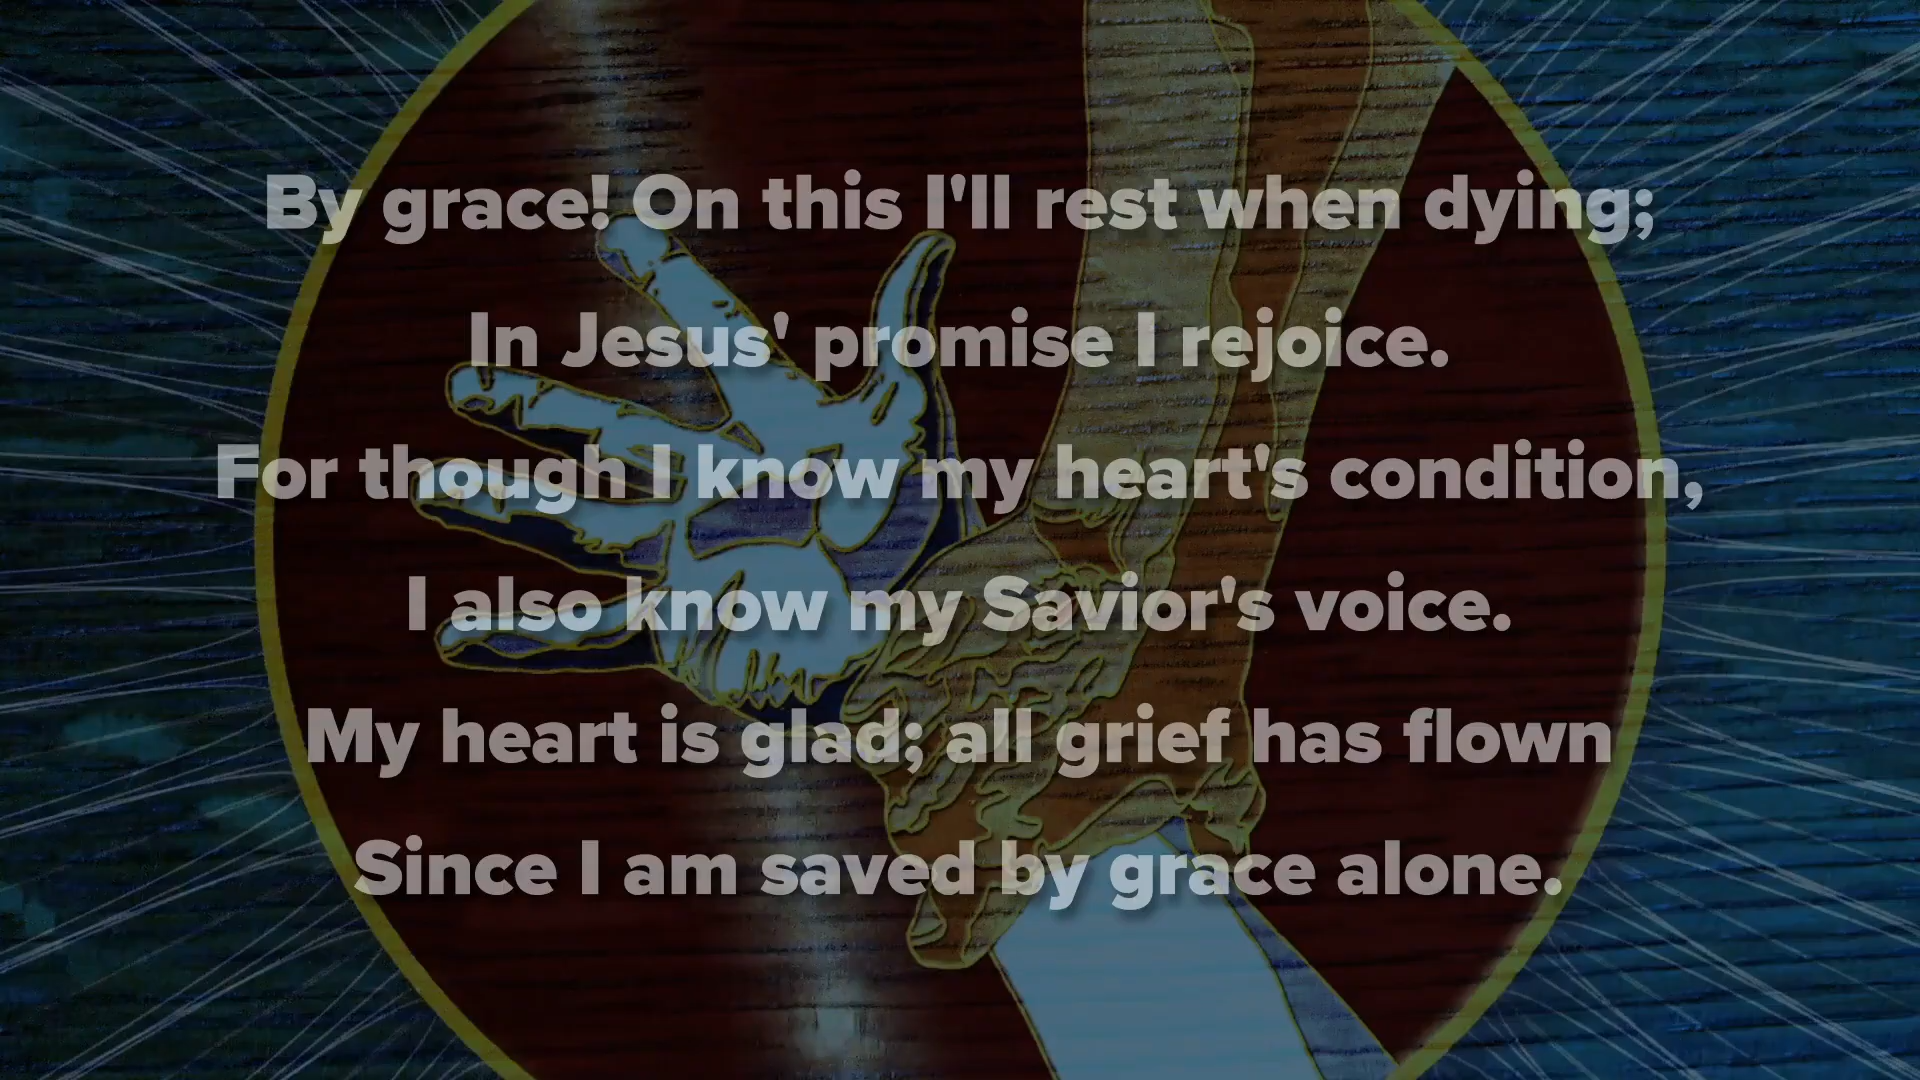 By grace! On this I'll rest when dying;
In Jesus' promise I rejoice.
For though I know my heart's condition,
I also know my Savior's voice.
My heart is glad; all grief has flown
Since I am saved by grace alone.